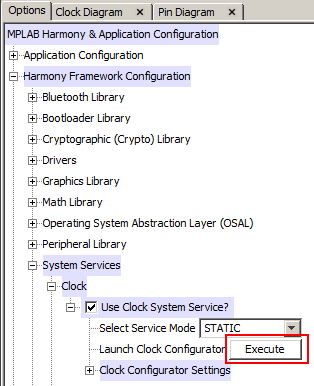 Options Clock Diagram Pin Diagram
MPLAB Harmony & Application Configuration
Application Configuration
Harmony Framework Configuration
Bluetooth Library
Bootloader Library
Cryptographic (Crypto) Library
Drivers
Graphics Library
Math Library
Operating System Abstraction Layer (OSAL)
Peripheral Library
System Services
Clock
Use Clock System Service?
Select Service Mode STATIC
Launch Clock Configurator Execute
Clock Configurator Settings